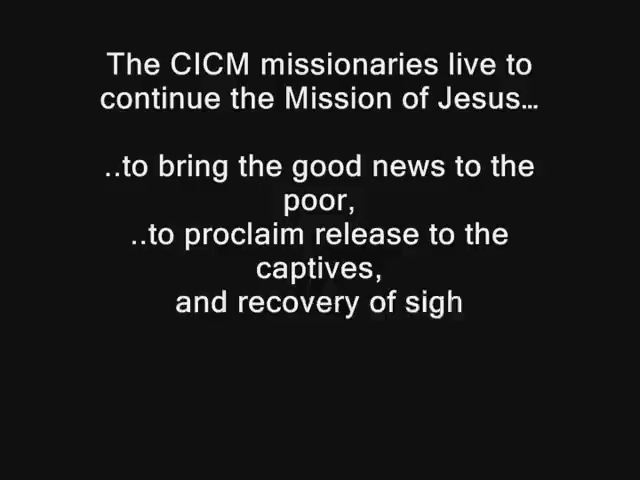 The CICM missionaries live to
continue the Mission of Jesus...
..to bring the good news to the
poor,
..to proclaim release to the
captives,
and recovery of sigh